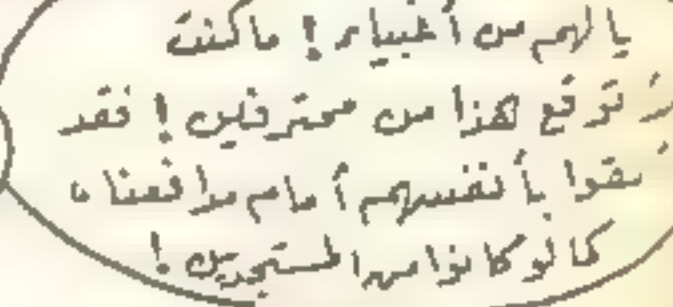 يا لهم من أغبياء ! ما كنت
أتوقع هذا من محترفين ! فقد
بأنفسهم أمام مدافعنا ،
كما لو كانوا من المستجدين !